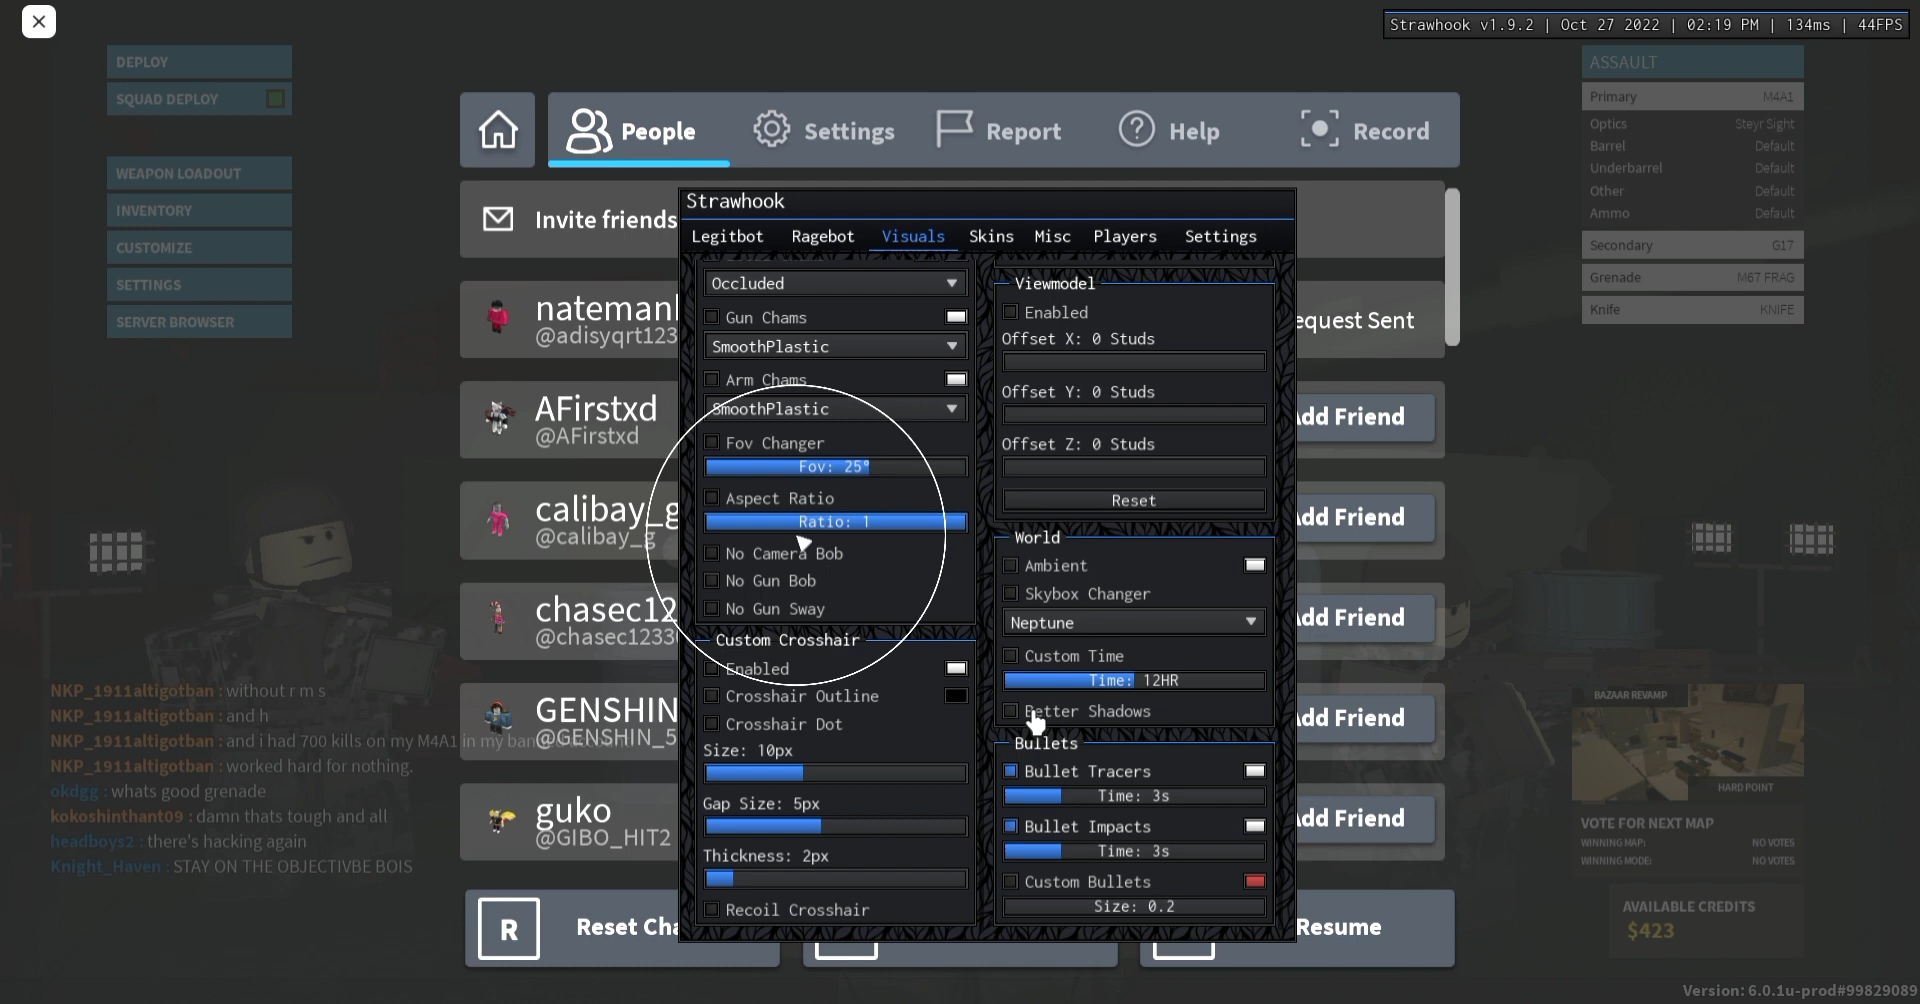 Strawhook v1.9.2 | Oct 27 2022 | 02:19 PM | 134ms | 44FPS
DEPLOY
SQUAD DEPLOY
WEAPON LOADOUT
INVENTORY
CUSTOMIZE
SETTINGS
SERVER BROWSER
People
Settings
Report
Help
Record
Invite friends
nateman
@adisyqrt123
equest Sent
AFirstxd
@AFirstxd
Add Friend
calibay_g
@calibay_g
Add Friend
chasec12
@chasec1233
Add Friend
GENSHIN
@GENSHIN_5
Add Friend
guko
@GIBO_HIT2
Add Friend
R
Reset Cha
Resume
Strawhook
Legitbot Ragebot Visuals Skins Misc Players Settings
Occluded
Gun Chams
SmoothPlastic
Arm Chams
SmoothPlastic
Fov Changer
Fov: 25°
Aspect Ratio
Ratio: 1
No Camera Bob
No Gun Bob
No Gun Sway
Custom Crosshair
Enabled
Crosshair Outline
Crosshair Dot
Size: 10px
Gap Size: 5px
Thickness: 2px
Recoil Crosshair
Viewmodel
Enabled
Offset X: 0 Studs
Offset Y: 0 Studs
Offset Z: 0 Studs
Reset
World
Ambient
Skybox Changer
Neptune
Custom Time
Time: 12HR
Better Shadows
Bullets
Bullet Tracers
Time: 3s
Bullet Impacts
Time: 3s
Custom Bullets
Size: 0.2
ASSAULT
Primary M4A1
Optics Steyr Sight
Barrel Default
Underbarrel Default
Other Default
Ammo Default
Secondary G17
Grenade M67 FRAG
Knife KNIFE
NKP_1911altigotban : without r m s
NKP_1911altigotban : and h
NKP_1911altigotban : and i had 700 kills on my M4A1 in my banned
NKP_1911altigotban : worked hard for nothing.
okdgg : whats good grenade
kokoshinthant09 : damn thats tough and all
headboys2 : there's hacking again
Knight_Haven : STAY ON THE OBJECTIVBE BOIS
BAZAAR REVAMP
HARD POINT
VOTE FOR NEXT MAP
WINNING MAP: NO VOTES
WINNING MODE: NO VOTES
AVAILABLE CREDITS
$423
Version: 6.0.1u-prod#99829089